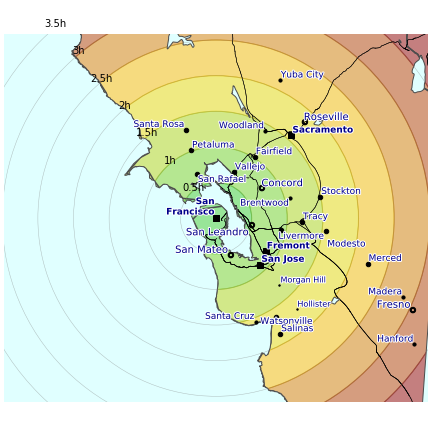 3.5h
3h
2.5h
Yuba City
2h
Roseville
Santa Rosa
Woodland
Sacramento
1.5h
Petaluma
Fairfield
1h
Vallejo
San Rafael
Concord
0.5h
Stockton
San
Francisco
Brentwood
Tracy
San Leandro
Livermore
Modesto
Fremont
San Mateo
San Jose
Merced
Morgan Hill
Madera
Hollister
Fresno
Santa Cruz
Watsonville
Salinas
Hanford